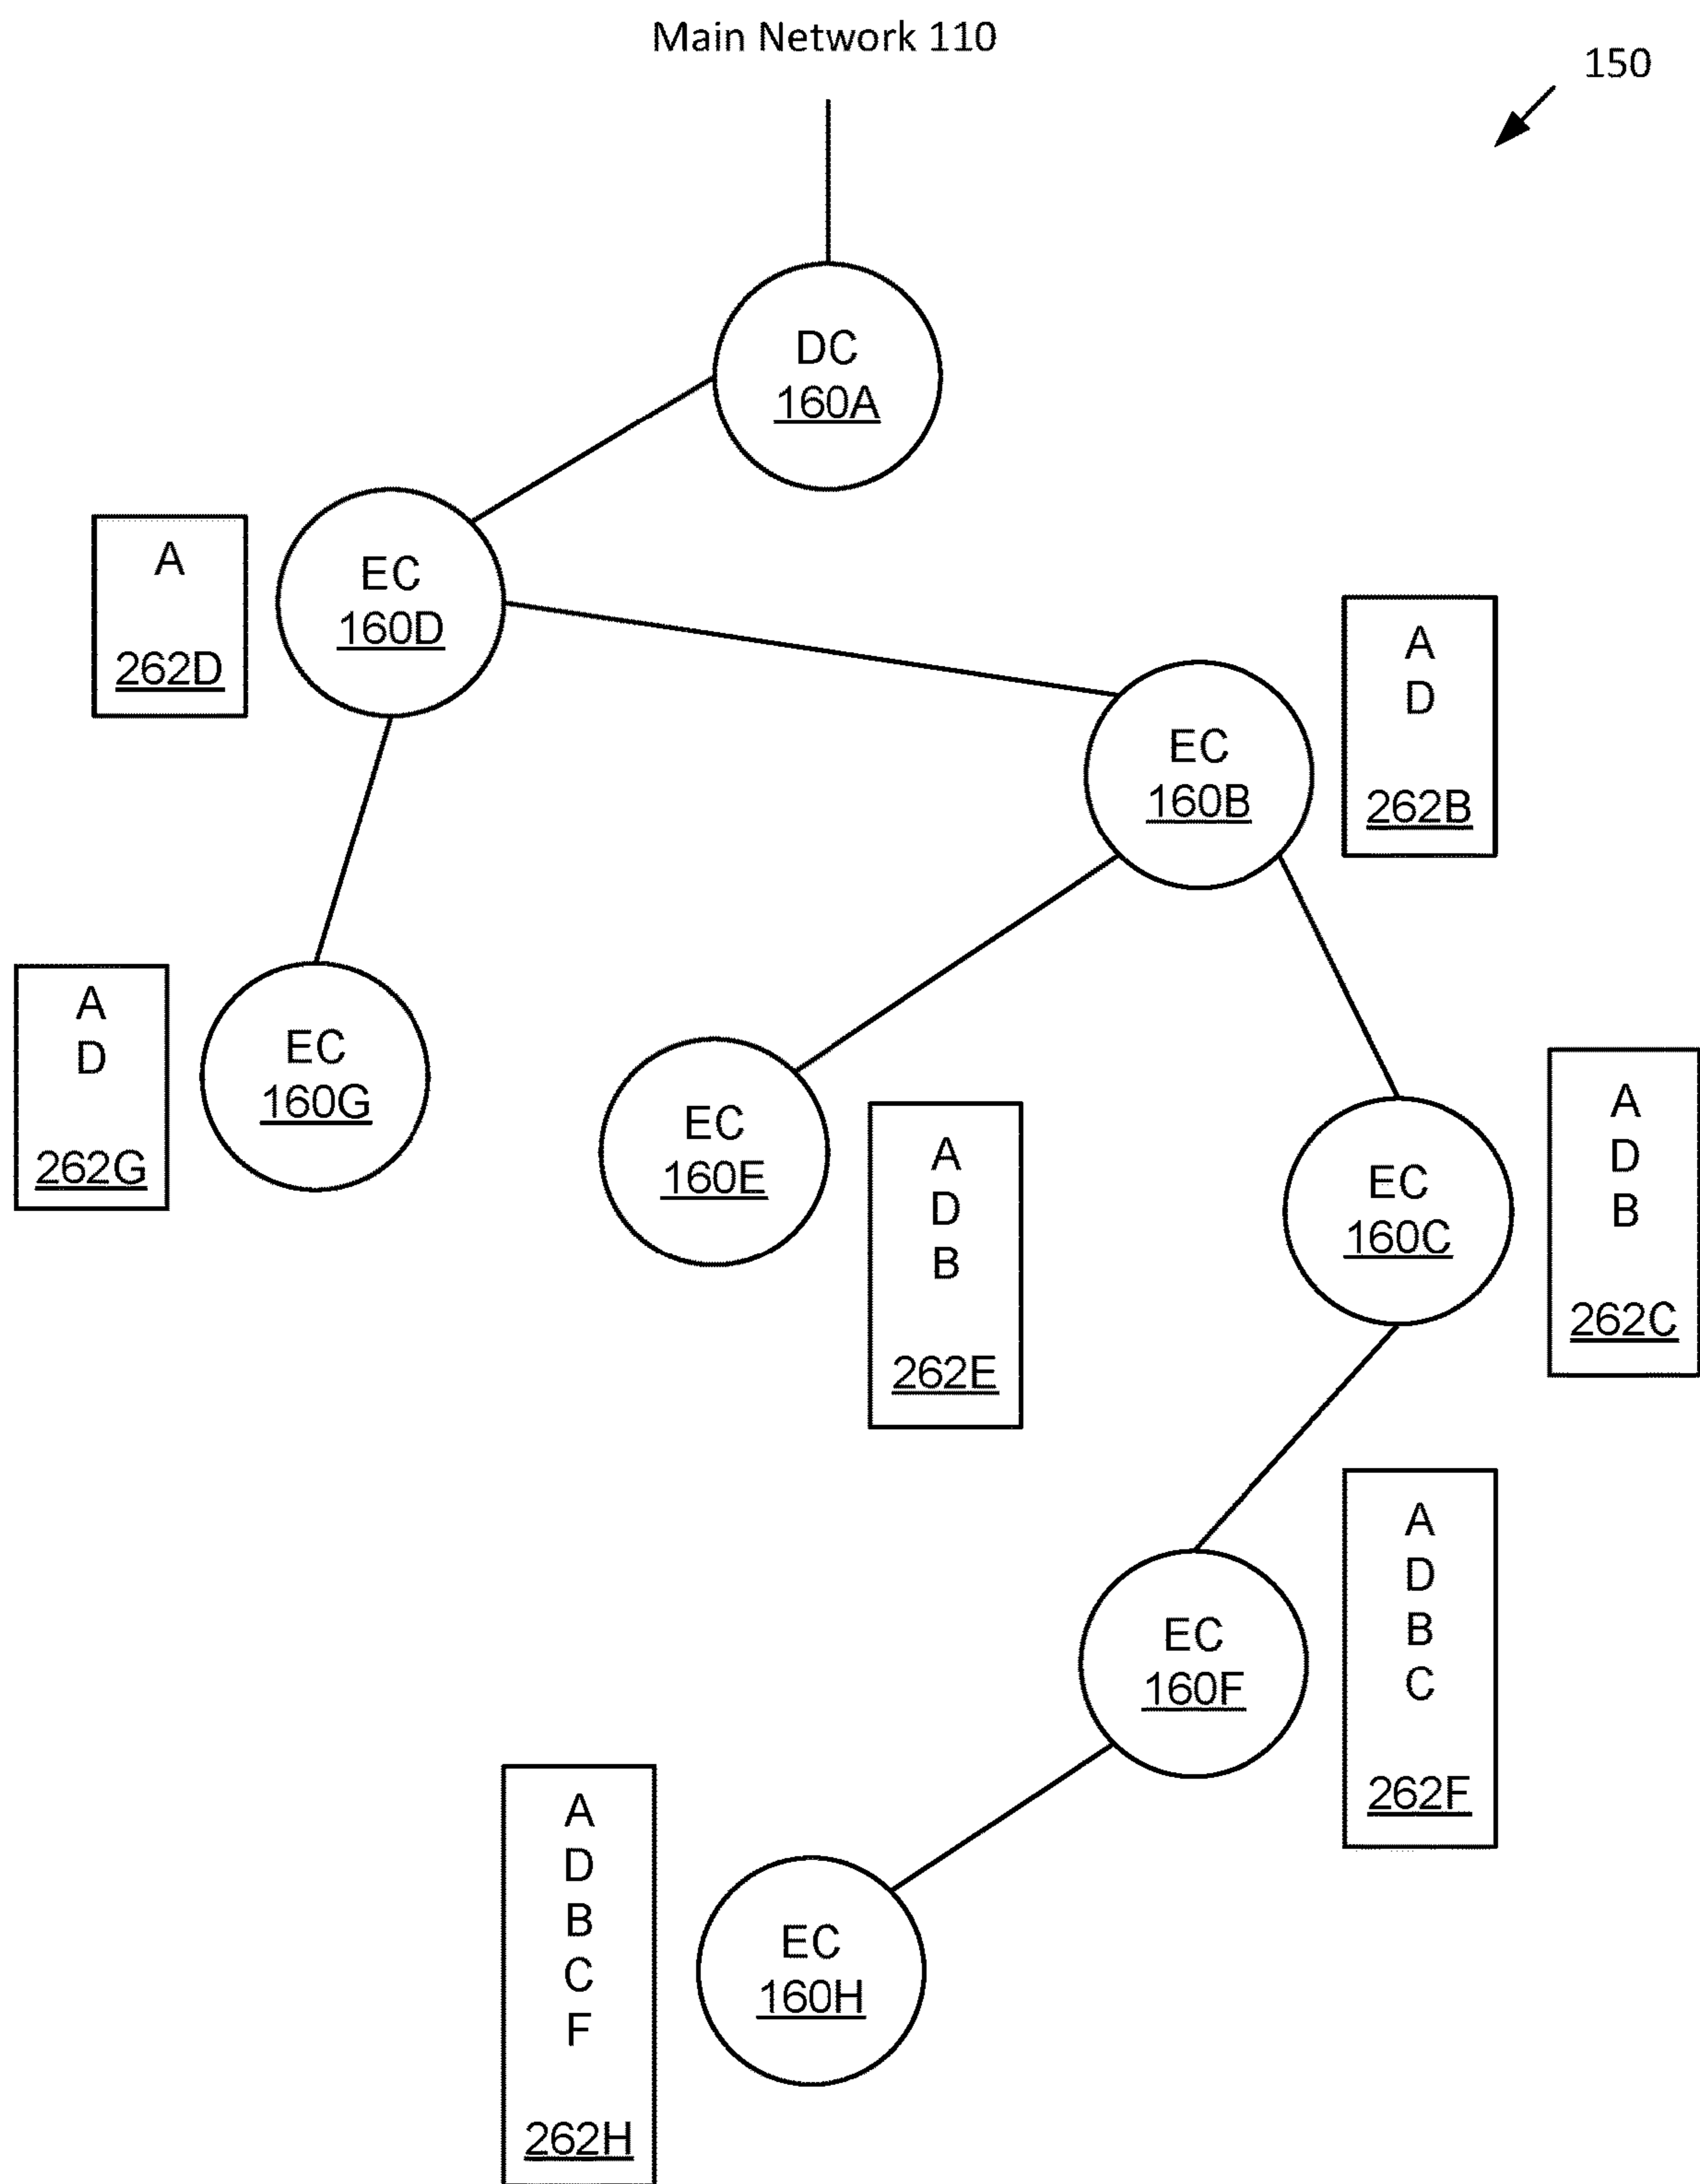 Main Network 110
150
DC
160A
A
262D
EC
160D
EC
160B
A
D
262B
A
D
262G
EC
160G
EC
160E
A
D
B
262E
EC
160C
A
D
B
262C
EC
160F
A
D
B
C
262F
A
D
B
C
F
262H
EC
160H